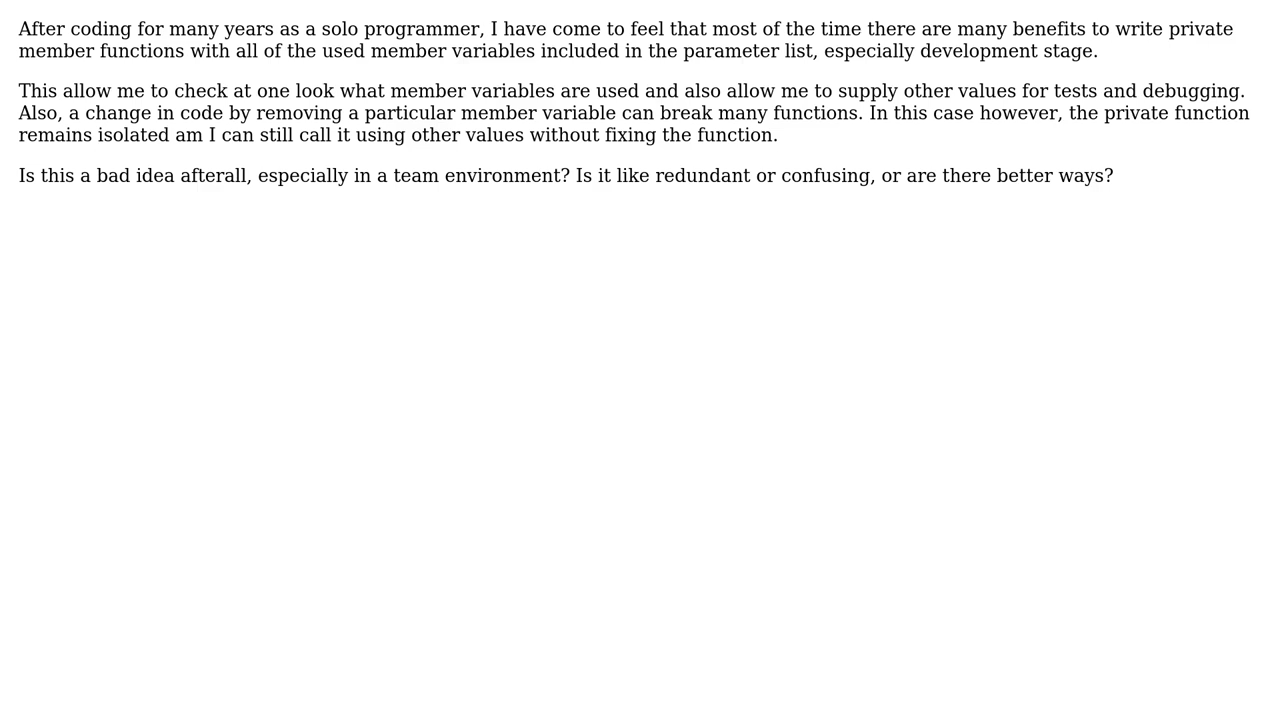 After coding for many years as a solo programmer, I have come to feel that most of the time there are many benefits to write private
member functions with all of the used member variables included in the parameter list, especially development stage.
This allow me to check at one look what member variables are used and also allow me to supply other values for tests and debugging.
Also, a change in code by removing a particular member variable can break many functions. In this case however, the private function
remains isolated am I can still call it using other values without fixing the function.
Is this a bad idea afterall, especially in a team environment? Is it like redundant or confusing, or are there better ways?